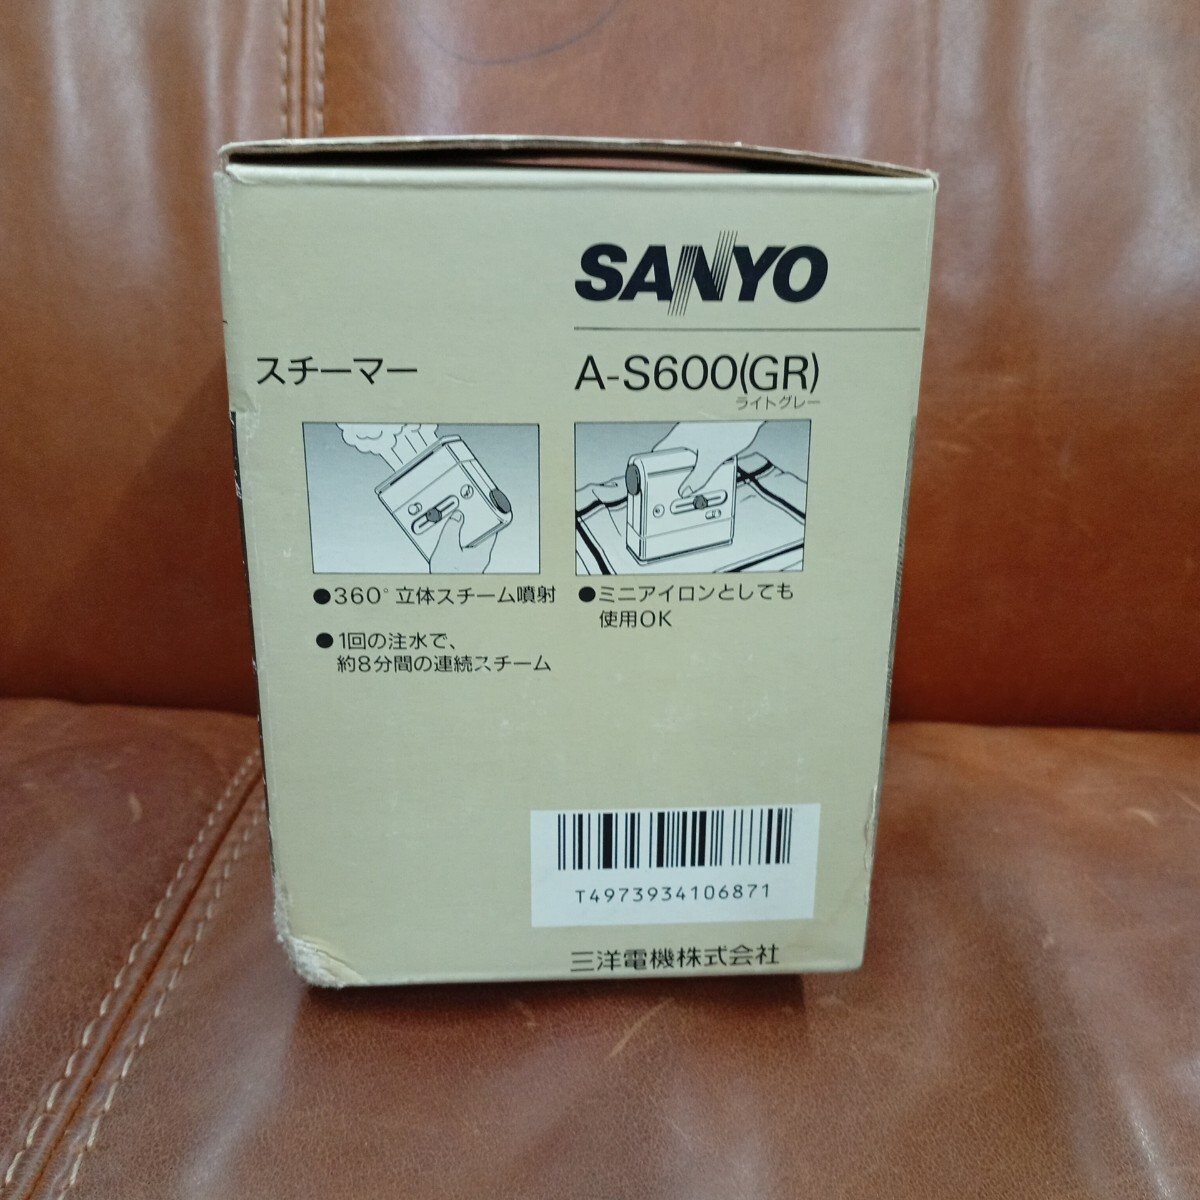 SANYO
スチーマー
A-S600(GR)
ライトグレー
●360°立体スチーム噴射
●1回の注水で、
約8分間の連続スチーム
●ミニアイロンとしても
使用OK
T4973934106871
三洋電機株式会社